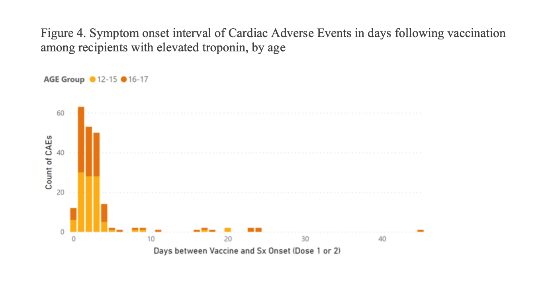 Figure 4. Symptom onset interval of Cardiac Adverse Events in days following vaccination
among recipients with elevated troponin, by age
AGE Group 12-15 16-17
Count of CAEs
60
40
20
0
0 10 20 30 40
Days between Vaccine and Sx Onset (Dose 1 or 2)